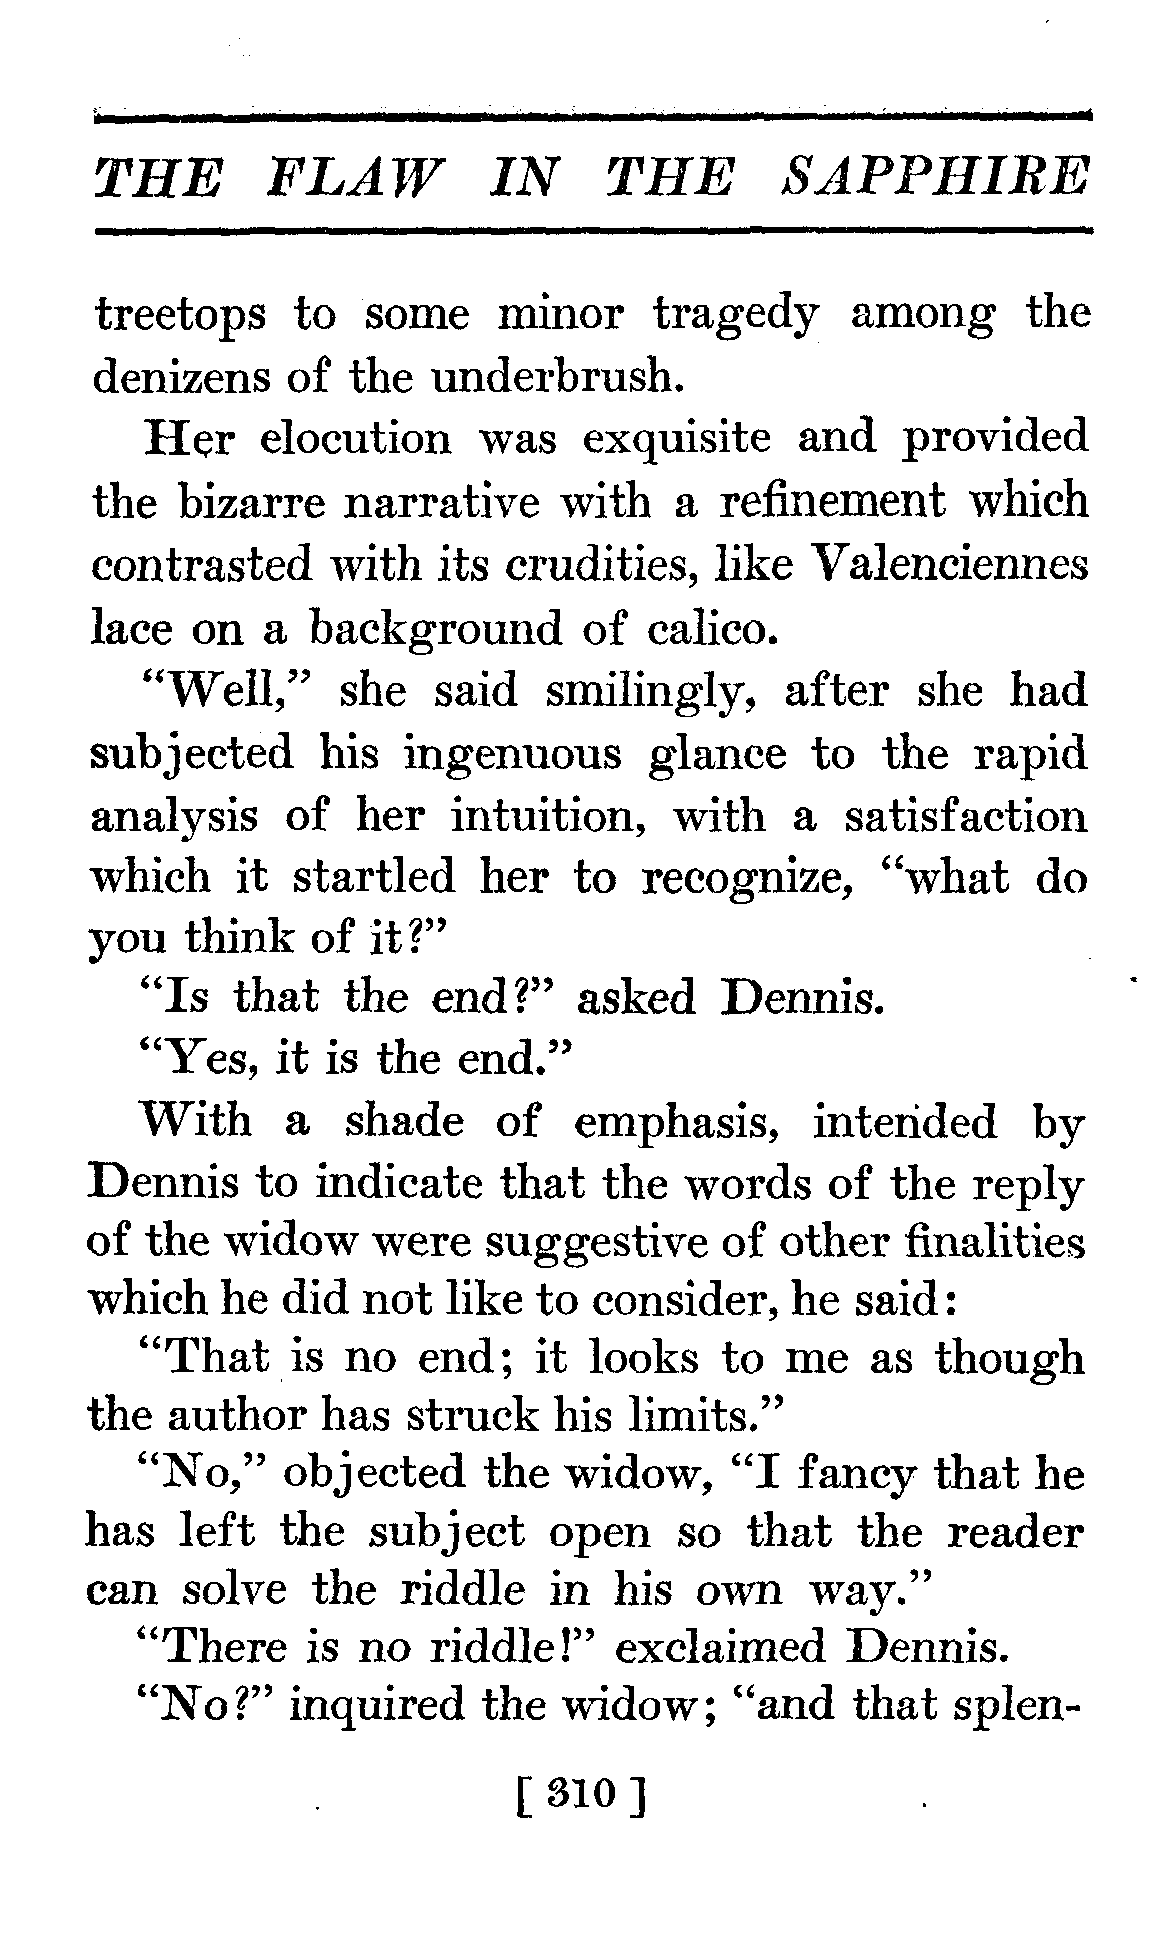 THE FLAW IN THE SAPPHIRE
treetops to some minor tragedy among the
denizens of the underbrush.
Her elocution was exquisite and provided
the bizarre narrative with a refinement which
contrasted with its crudities, like Valenciennes
lace on a background of calico.
“Well,” she said smilingly, after she had
subjected his ingenuous glance to the rapid
analysis of her intuition, with a satisfaction
which it startled her to recognize, “what do
you think of it?”
“Is that the end?” asked Dennis.
“Yes, it is the end.”
With a shade of emphasis, intended by
Dennis to indicate that the words of the reply
of the widow were suggestive of other finalities
which he did not like to consider, he said:
“That is no end; it looks to me as though
the author has struck his limits.”
“No,” objected the widow, “I fancy that he
has left the subject open so that the reader
can solve the riddle in his own way.”
“There is no riddle!” exclaimed Dennis.
“No?” inquired the widow; “and that splen-
[ 310 ]